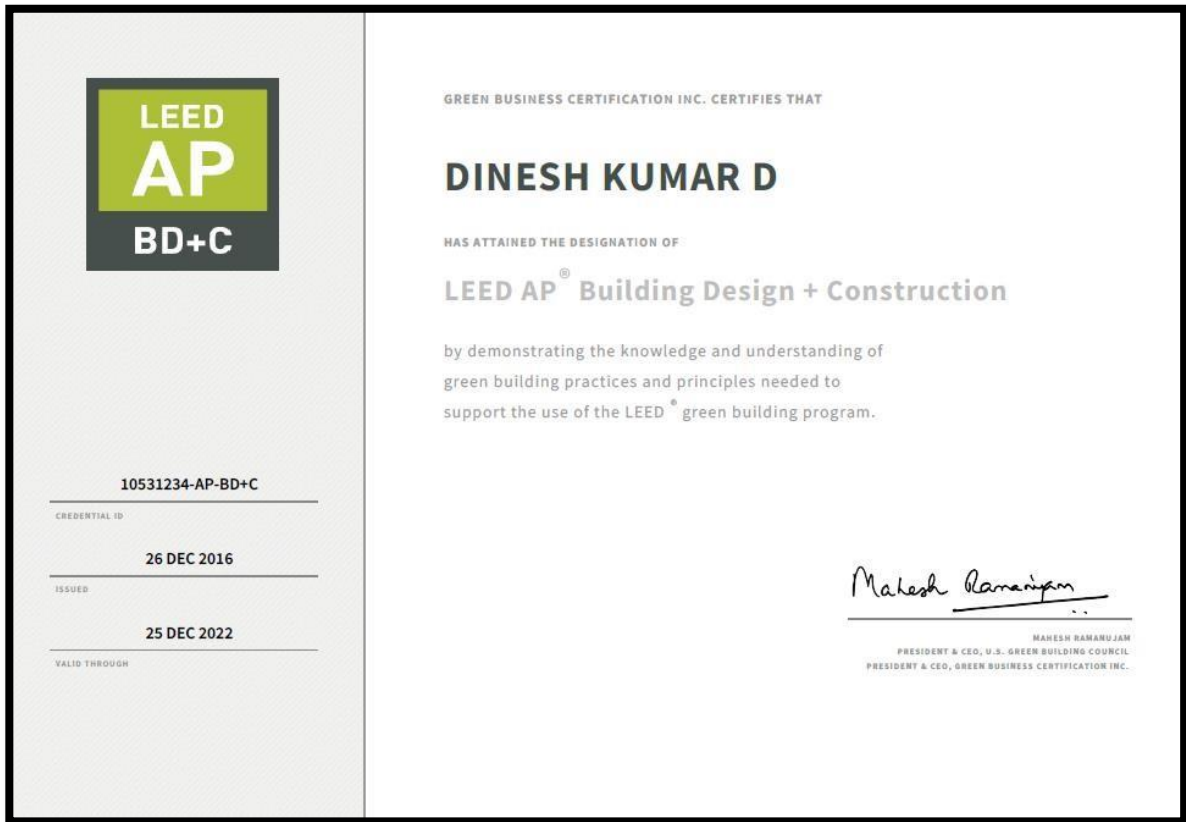 LEED
AP
BD+C
10531234-AP-BD+C
CREDENTIAL ID
26 DEC 2016
ISSUED
25 DEC 2022
VALID THROUGH
GREEN BUSINESS CERTIFICATION INC. CERTIFIES THAT
DINESH KUMAR D
HAS ATTAINED THE DESIGNATION OF
LEED AP® Building Design + Construction
by demonstrating the knowledge and understanding of
green building practices and principles needed to
support the use of the LEED ® green building program.
Mahesh Ramanujam
MAHESH RAMANUJAM
PRESIDENT & CEO, U.S. GREEN BUILDING COUNCIL
PRESIDENT & CEO, GREEN BUSINESS CERTIFICATION INC.